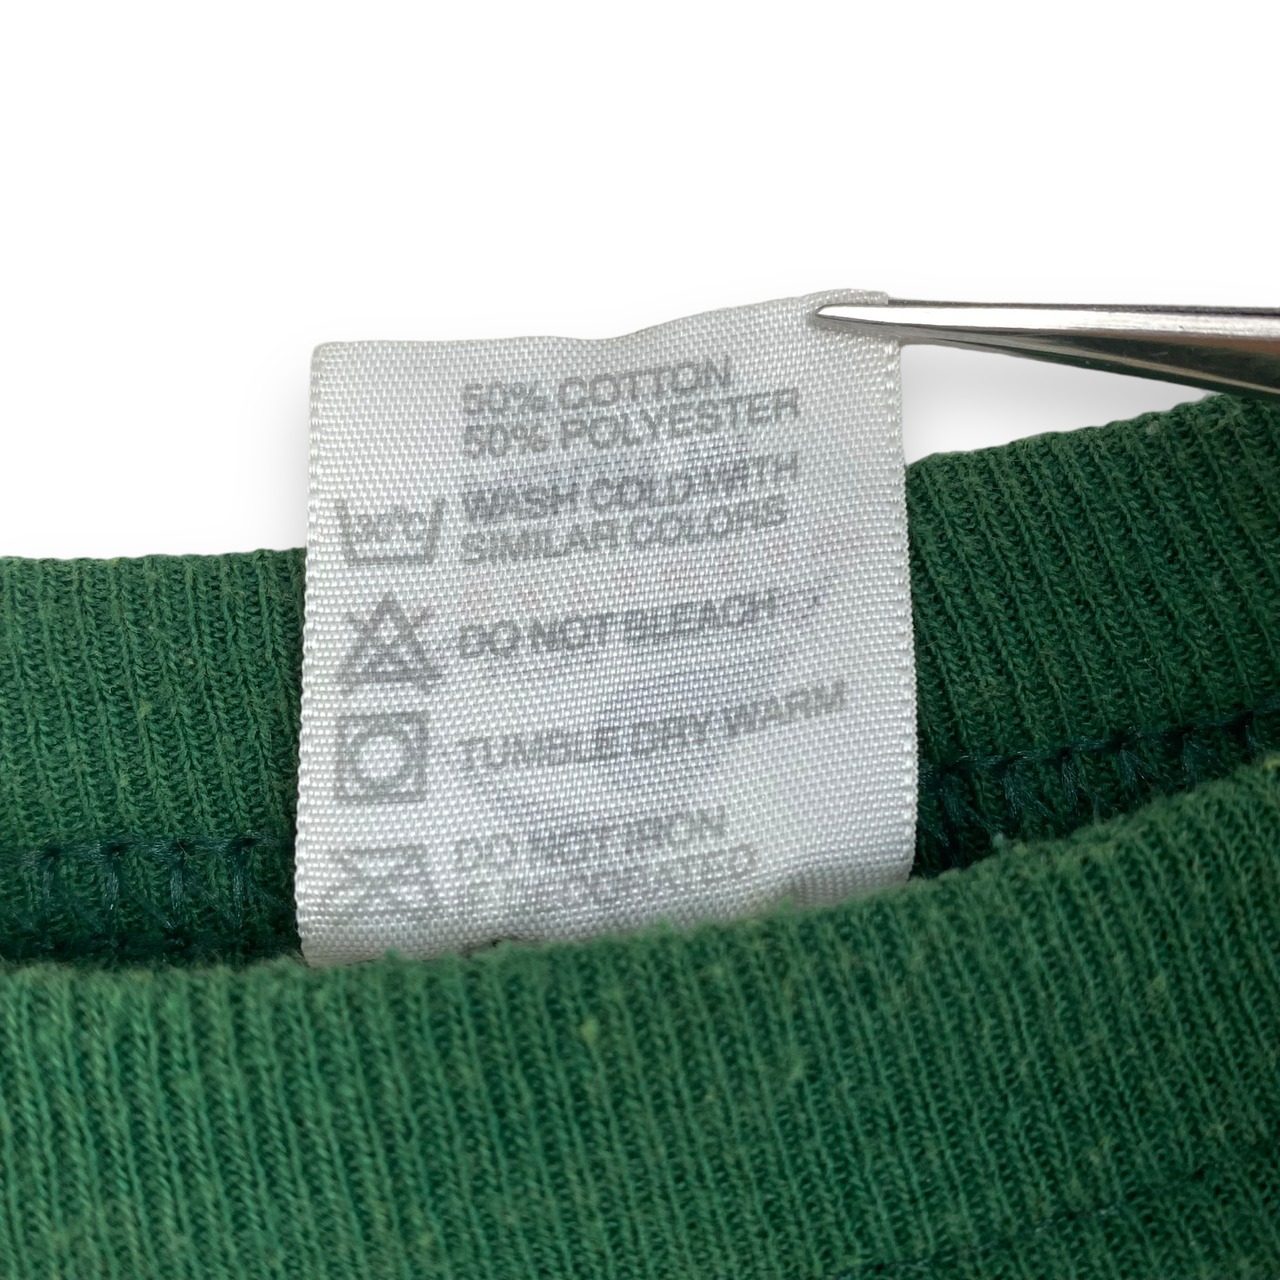 50% COTTON
50% POLYESTER
WASH COLD WITH
SIMILAR COLORS
DO NOT BLEACH
TUMBLE DRY WARM
DO NOT IRON